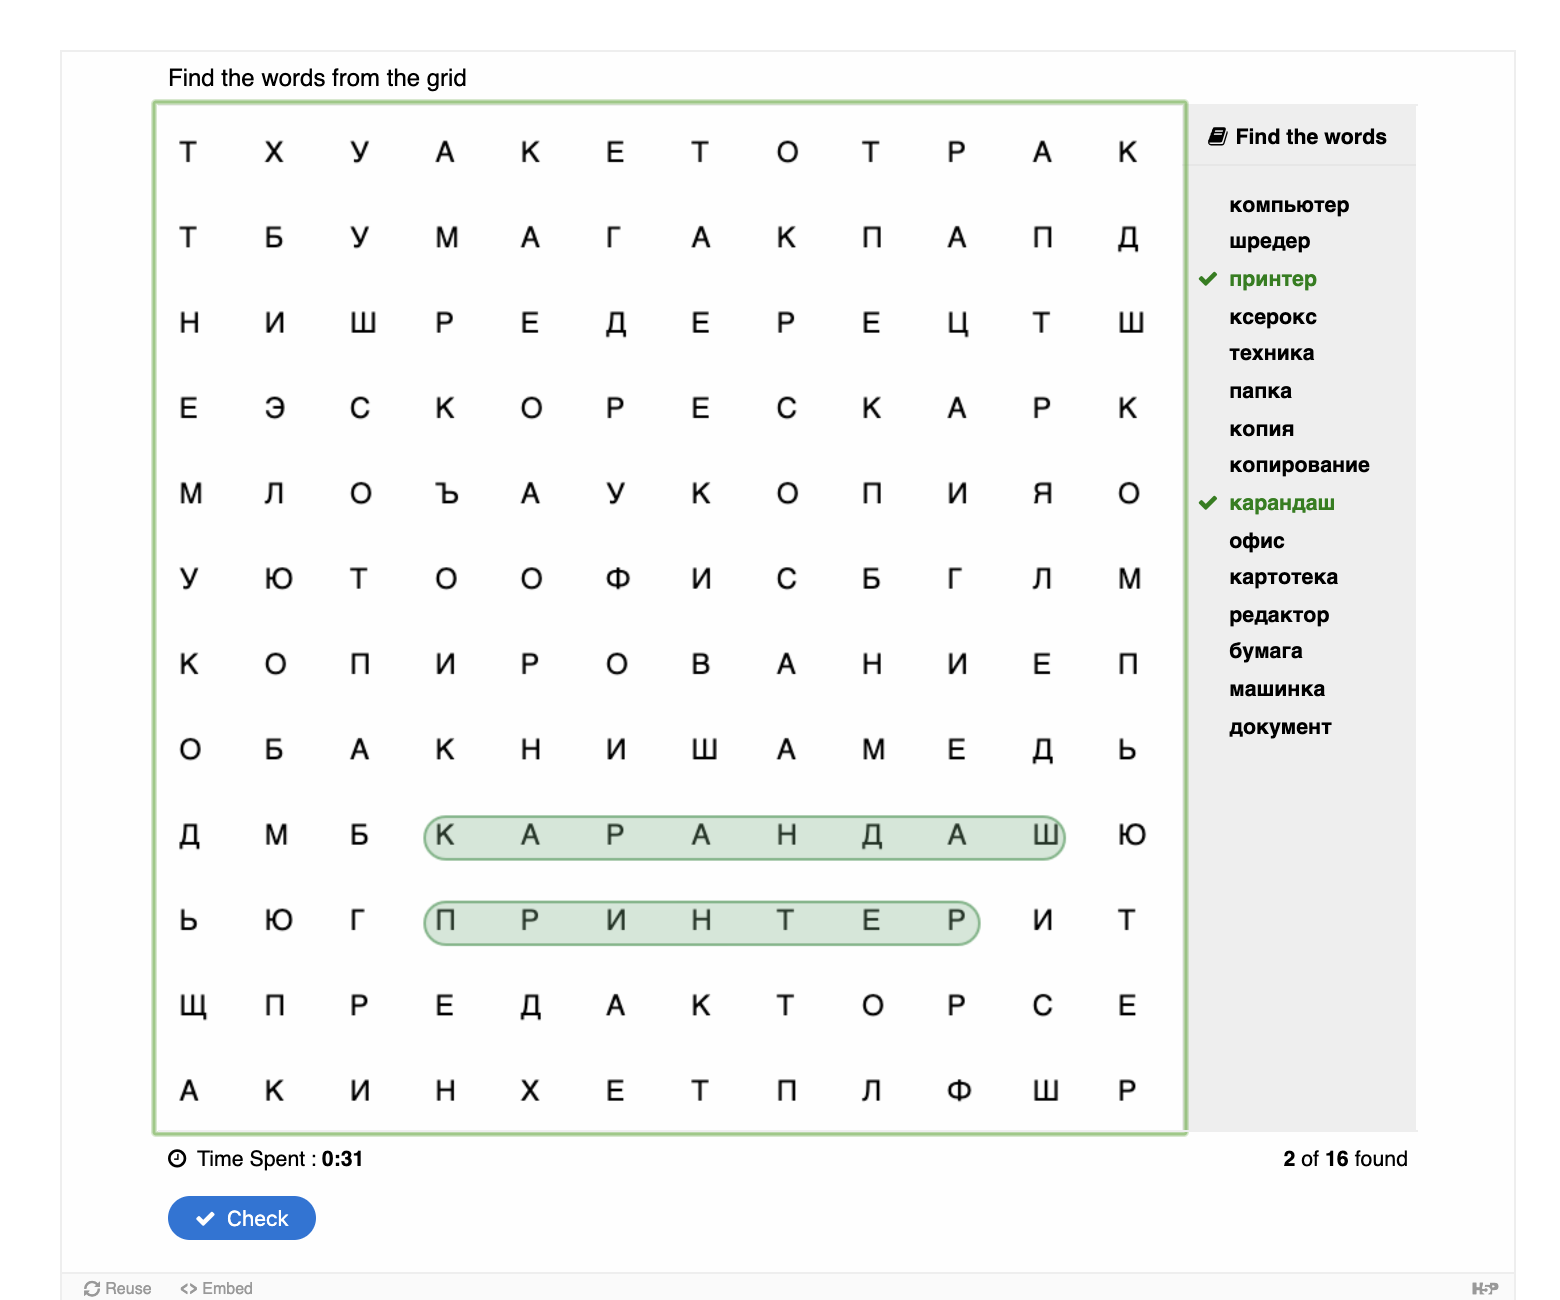 Find the words from the grid
Т Х У А К Е Т О Т Р А К
Т Б У М А Г А К П А П Д
Н И Ш Р Е Д Е Р Е Ц Т Ш
Е Э С К О Р Е С К А Р К
М Л О Ъ А У К О П И Я О
У Ю Т О О Ф И С Б Г Л М
К О П И Р О В А Н И Е П
О Б А К Н И Ш А М Е Д Ь
Д М Б К А Р А Н Д А Ш Ю
Ь Ю Г П Р И Н Т Е Р И Т
Щ П Р Е Д А К Т О Р С Е
А К И Н Х Е Т П Л Ф Ш Р
Find the words
компьютер
шредер
принтер
ксерокс
техника
папка
копия
копирование
карандаш
офис
картотека
редактор
бумага
машинка
документ
Time Spent : 0:31
2 of 16 found
Check
Reuse
<> Embed
H5P